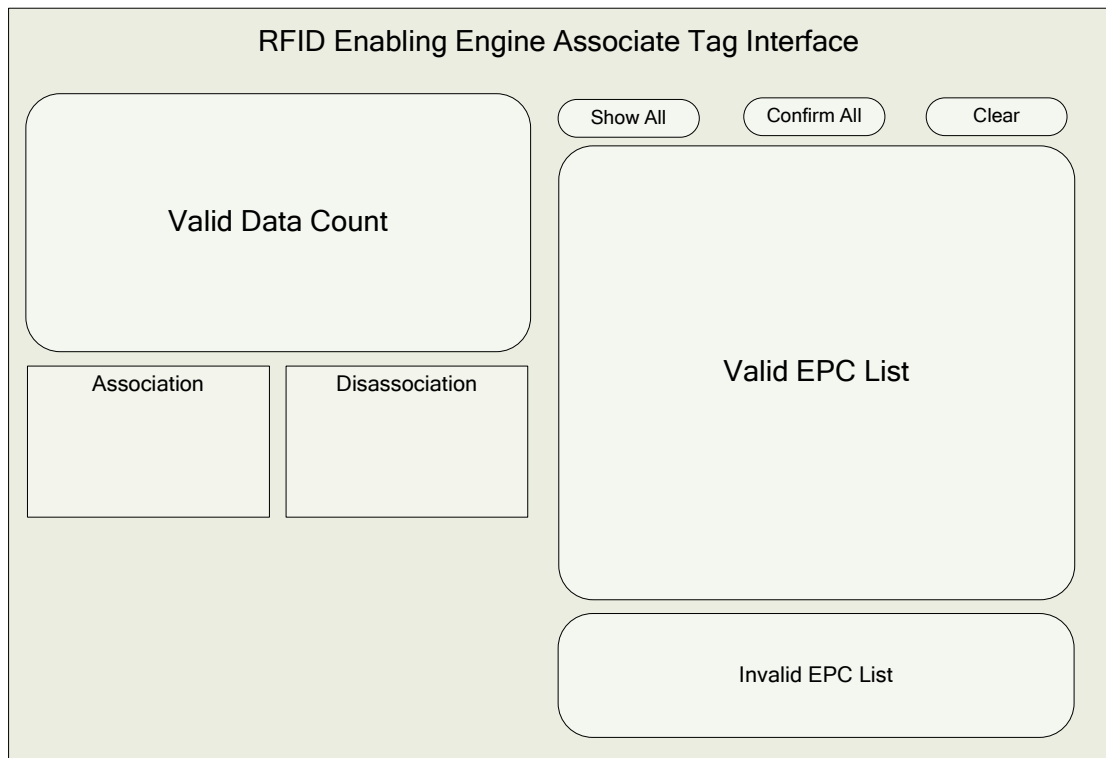 RFID Enabling Engine Associate Tag Interface
Valid Data Count
Association
Disassociation
Show All
Confirm All
Clear
Valid EPC List
Invalid EPC List